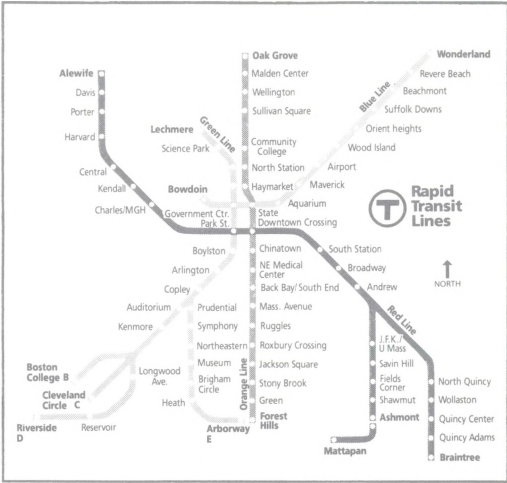 Oak Grove
Malden Center
Wellington
Sullivan Square
Community
College
North Station
Haymarket
Wonderland
Revere Beach
Beachmont
Suffolk Downs
Orient heights
Wood Island
Airport
Maverick
Aquarium
Blue Line
Alewife
Davis
Porter
Harvard
Central
Kendall
Charles/MGH
Lechmere
Science Park
Green Line
Bowdoin
Government Ctr.
Park St.
State
Downtown Crossing
T
Rapid
Transit
Lines
NORTH
Boylston
Arlington
Copley
Auditorium
Kenmore
Chinatown
NE Medical
Center
Back Bay/South End
Mass. Avenue
Ruggles
Roxbury Crossing
Jackson Square
Stony Brook
Green
Forest
Hills
Orange Line
South Station
Broadway
Andrew
Red Line
Prudential
Symphony
Northeastern
Museum
Brigham
Circle
Longwood
Ave.
Heath
Arborway
E
Boston
College B
Cleveland
Circle C
Riverside
D
Reservoir
J.F.K./
U Mass
Savin Hill
Fields
Corner
Shawmut
Ashmont
Mattapan
North Quincy
Wollaston
Quincy Center
Quincy Adams
Braintree